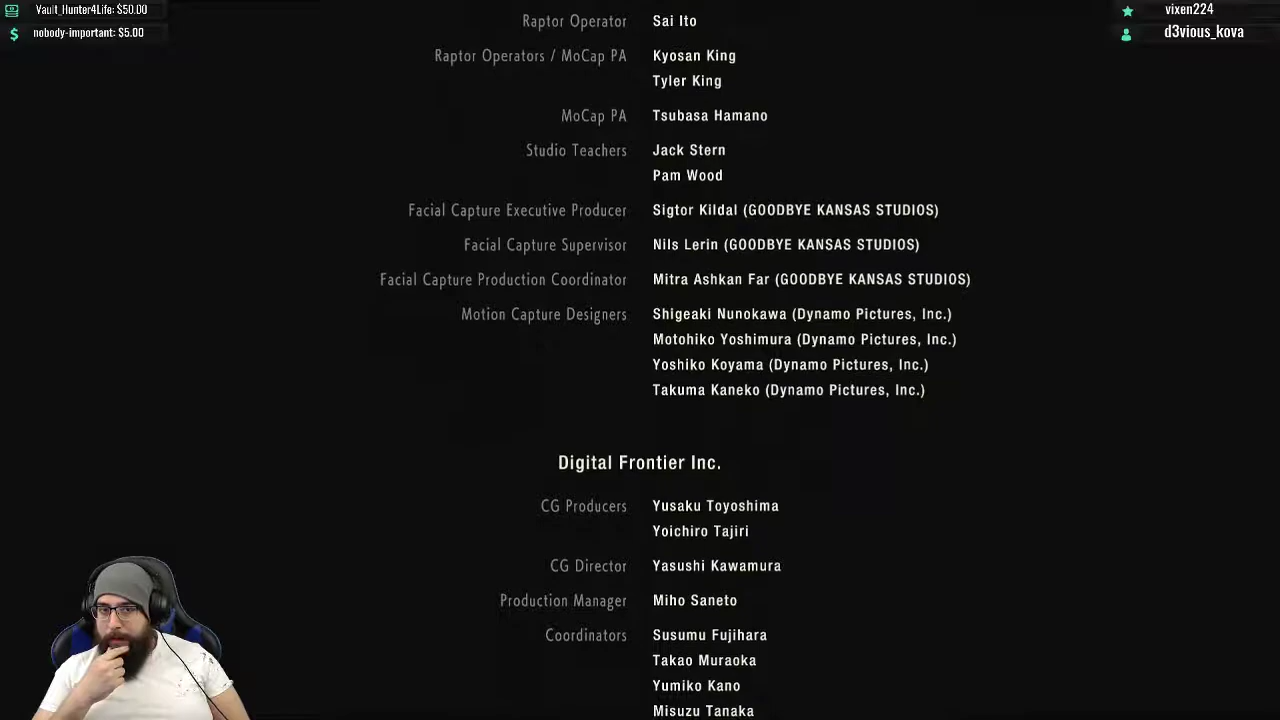 Vault_Hunter4Life: $50.00
nobody-important: $5.00
vixen224
d3vious_kova
Raptor Operator Sai Ito
Raptor Operators / MoCap PA Kyosan King
Tyler King
MoCap PA Tsubasa Hamano
Studio Teachers Jack Stern
Pam Wood
Facial Capture Executive Producer Sigtor Kildal (GOODBYE KANSAS STUDIOS)
Facial Capture Supervisor Nils Lerin (GOODBYE KANSAS STUDIOS)
Facial Capture Production Coordinator Mitra Ashkan Far (GOODBYE KANSAS STUDIOS)
Motion Capture Designers Shigeaki Nunokawa (Dynamo Pictures, Inc.)
Motohiko Yoshimura (Dynamo Pictures, Inc.)
Yoshiko Koyama (Dynamo Pictures, Inc.)
Takuma Kaneko (Dynamo Pictures, Inc.)
Digital Frontier Inc.
CG Producers Yusaku Toyoshima
Yoichiro Tajiri
CG Director Yasushi Kawamura
Production Manager Miho Saneto
Coordinators Susumu Fujihara
Takao Muraoka
Yumiko Kano
Misuzu Tanaka